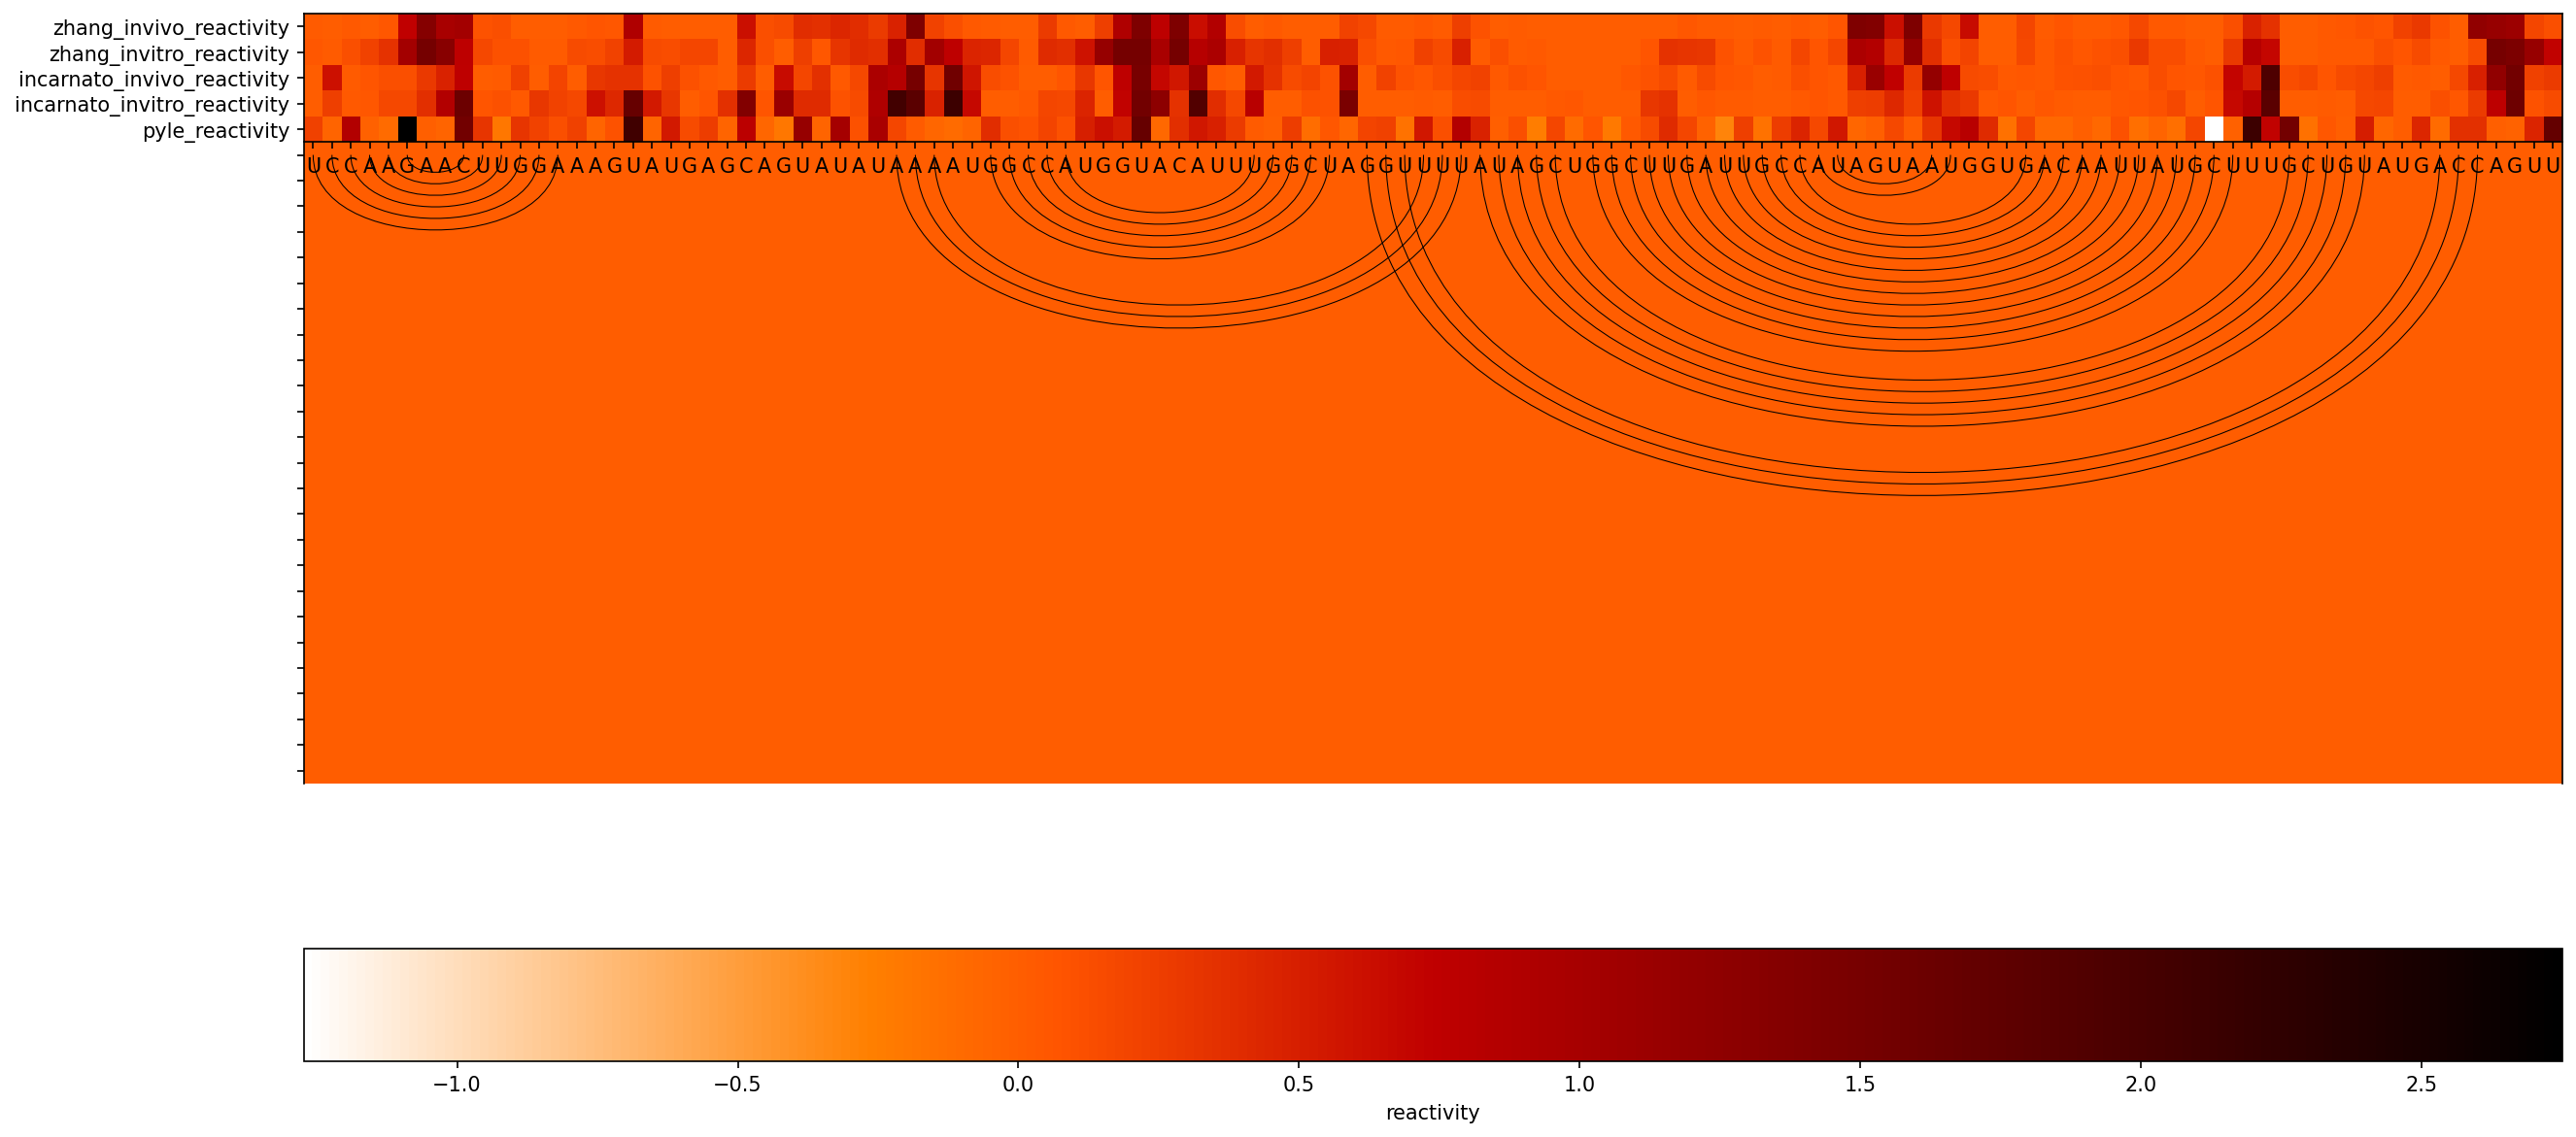 zhang_invivo_reactivity
zhang_invitro_reactivity
incarnato_invivo_reactivity
incarnato_invitro_reactivity
pyle_reactivity
UCCAAGAACUUGGAAAGUAUGAGCAGUAUAUAAAAUGGCCAUGGUACAUUUGGCUAGGUUUUAUAGCUGGCUUGAUUGCCAUAGUAAUGGUGACAAUUAUGCUUUGCUGUAUGACCAGUU
−1.0 −0.5 0.0 0.5 1.0 1.5 2.0 2.5
reactivity